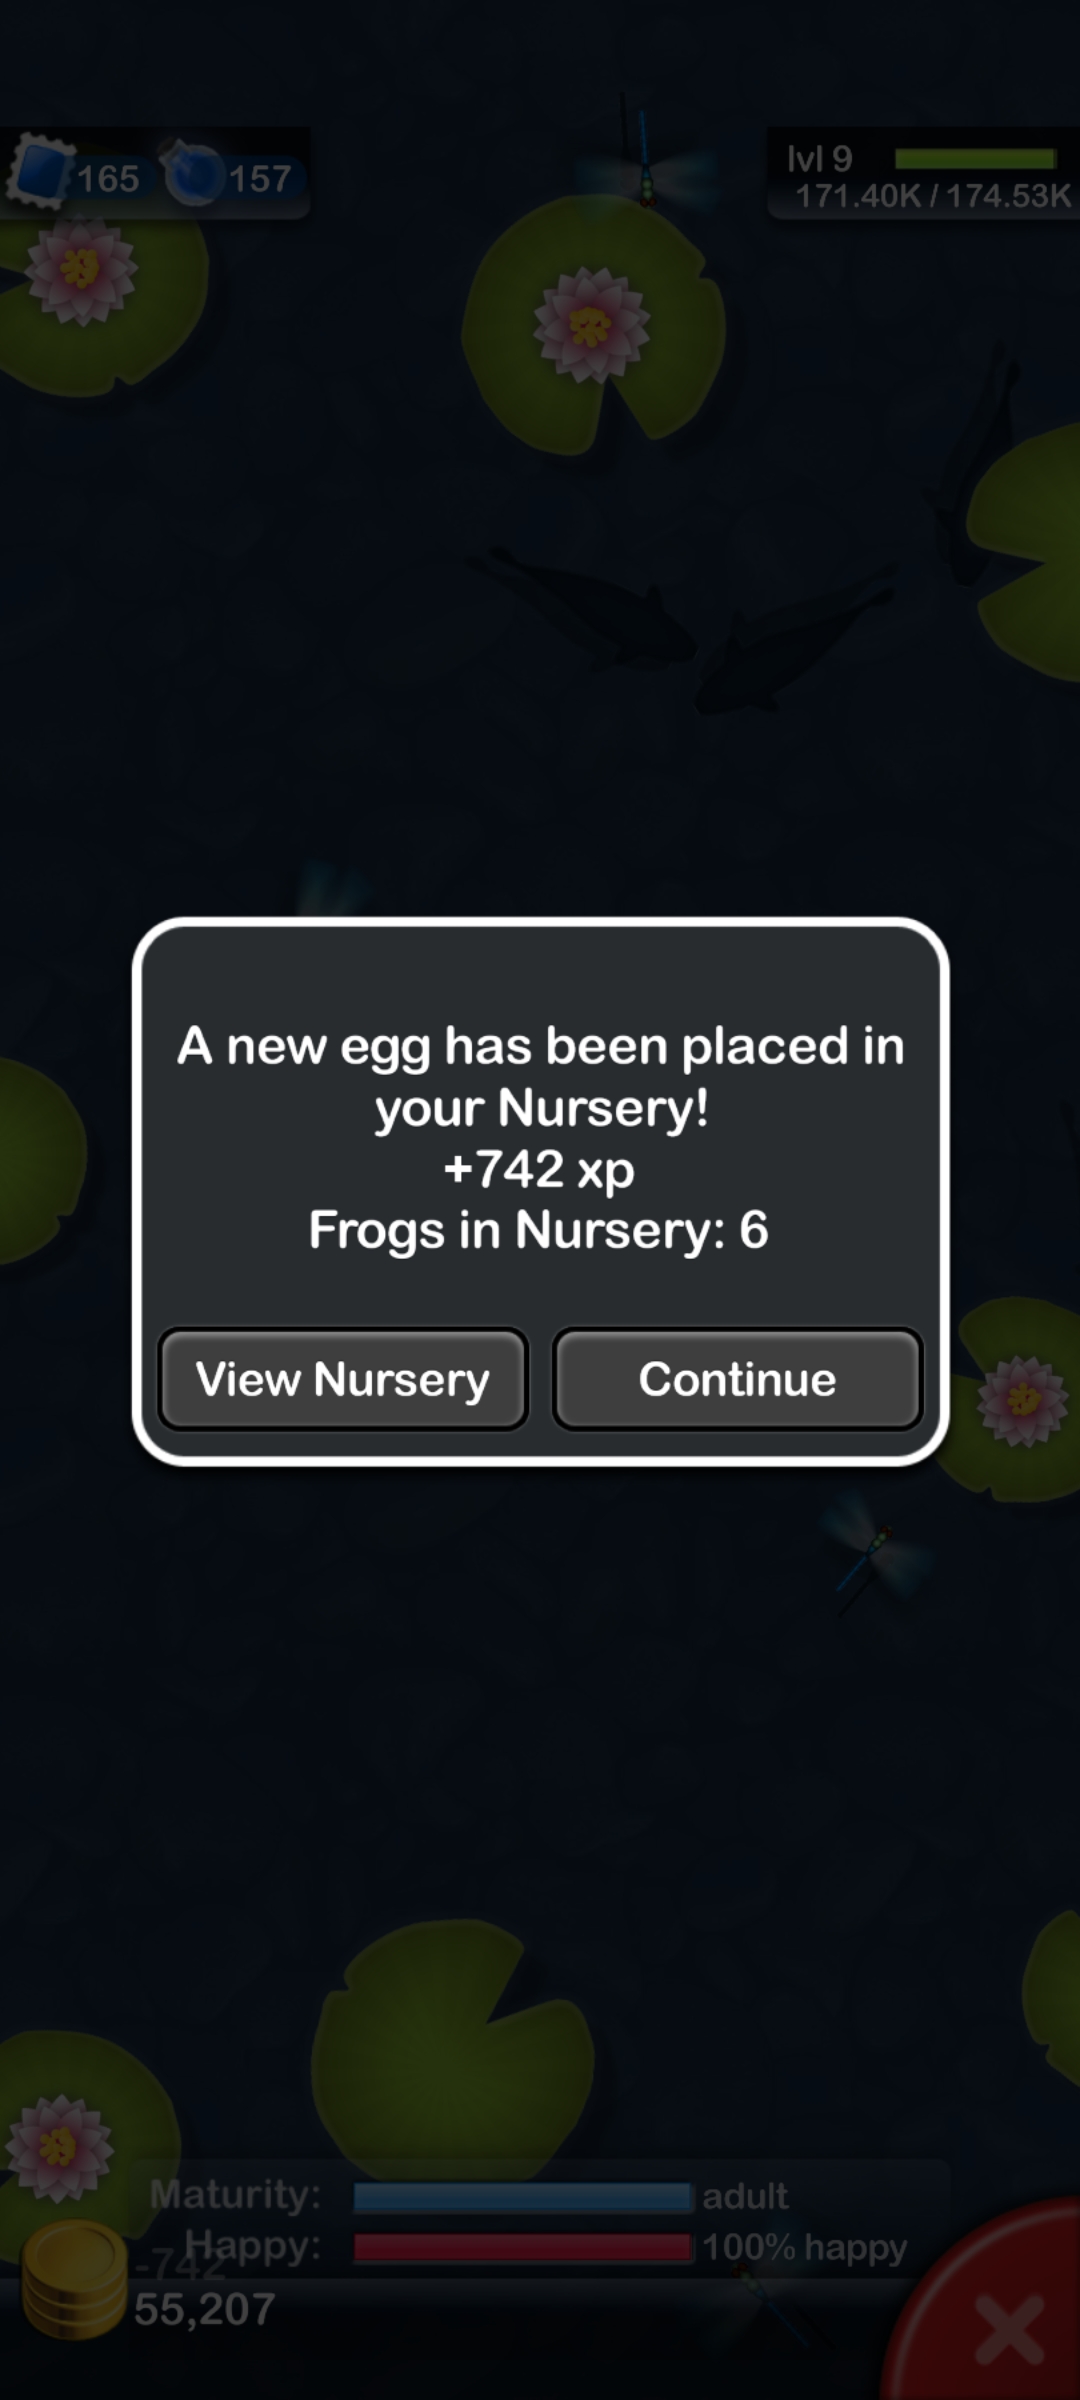 165 157
lvl 9
171.40K / 174.53K
A new egg has been placed in
your Nursery!
+742 xp
Frogs in Nursery: 6
View Nursery Continue
Maturity: adult
Happy: 100% happy
-742
55,207